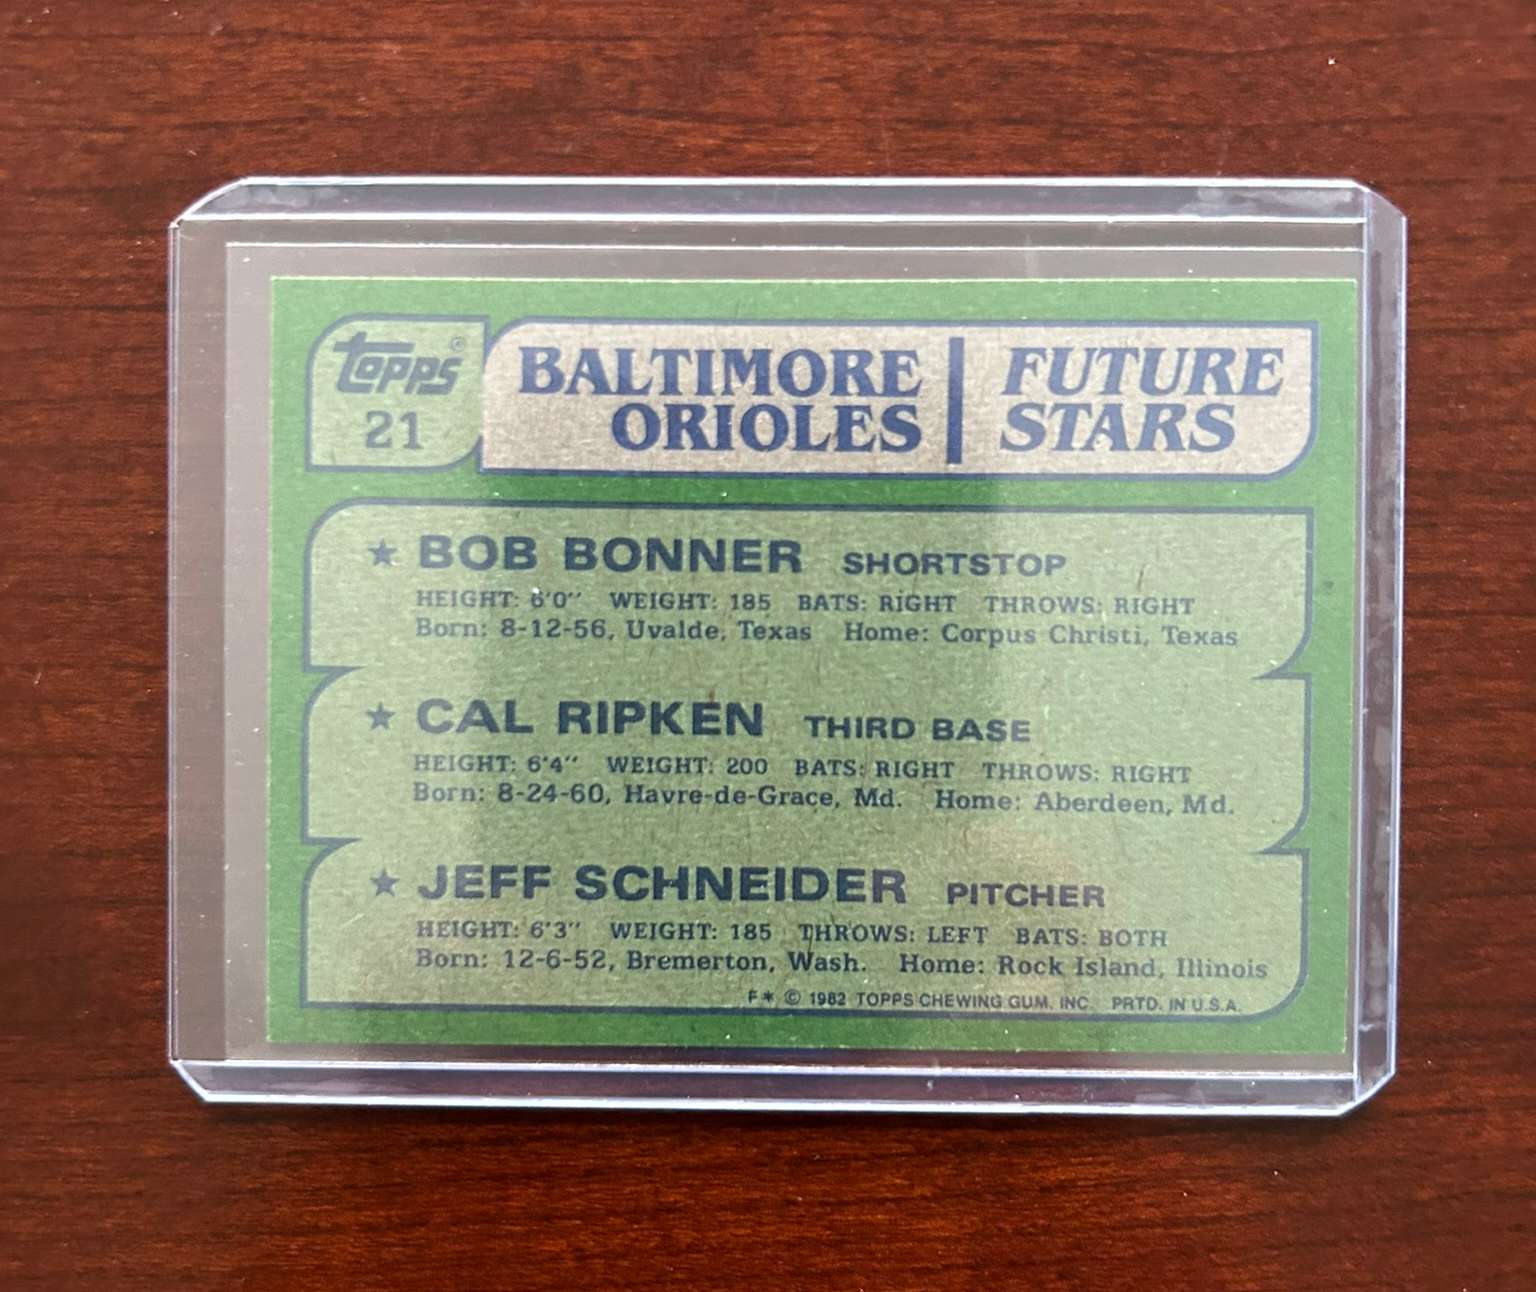 topps ©
21
BALTIMORE ORIOLES
FUTURE STARS
★ BOB BONNER SHORTSTOP
HEIGHT: 6'0" WEIGHT: 185 BATS: RIGHT THROWS: RIGHT
Born: 8-12-56, Uvalde, Texas Home: Corpus Christi, Texas
★ CAL RIPKEN THIRD BASE
HEIGHT: 6'4" WEIGHT: 200 BATS: RIGHT THROWS: RIGHT
Born: 8-24-60, Havre-de-Grace, Md. Home: Aberdeen, Md.
★ JEFF SCHNEIDER PITCHER
HEIGHT: 6'3" WEIGHT: 185 THROWS: LEFT BATS: BOTH
Born: 12-6-52, Bremerton, Wash. Home: Rock Island, Illinois
F* © 1982 TOPPS CHEWING GUM, INC. PRTD. IN U.S.A.